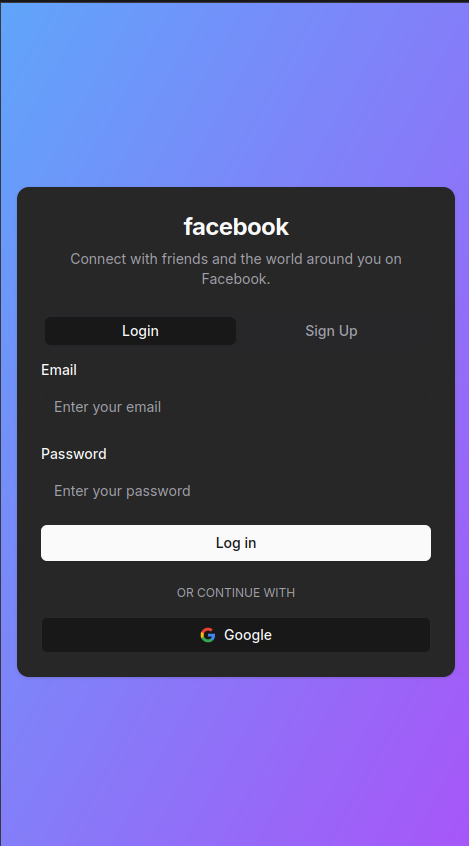 facebook
Connect with friends and the world around you on
Facebook.
Login
Sign Up
Email
Enter your email
Password
Enter your password
Log in
OR CONTINUE WITH
Google